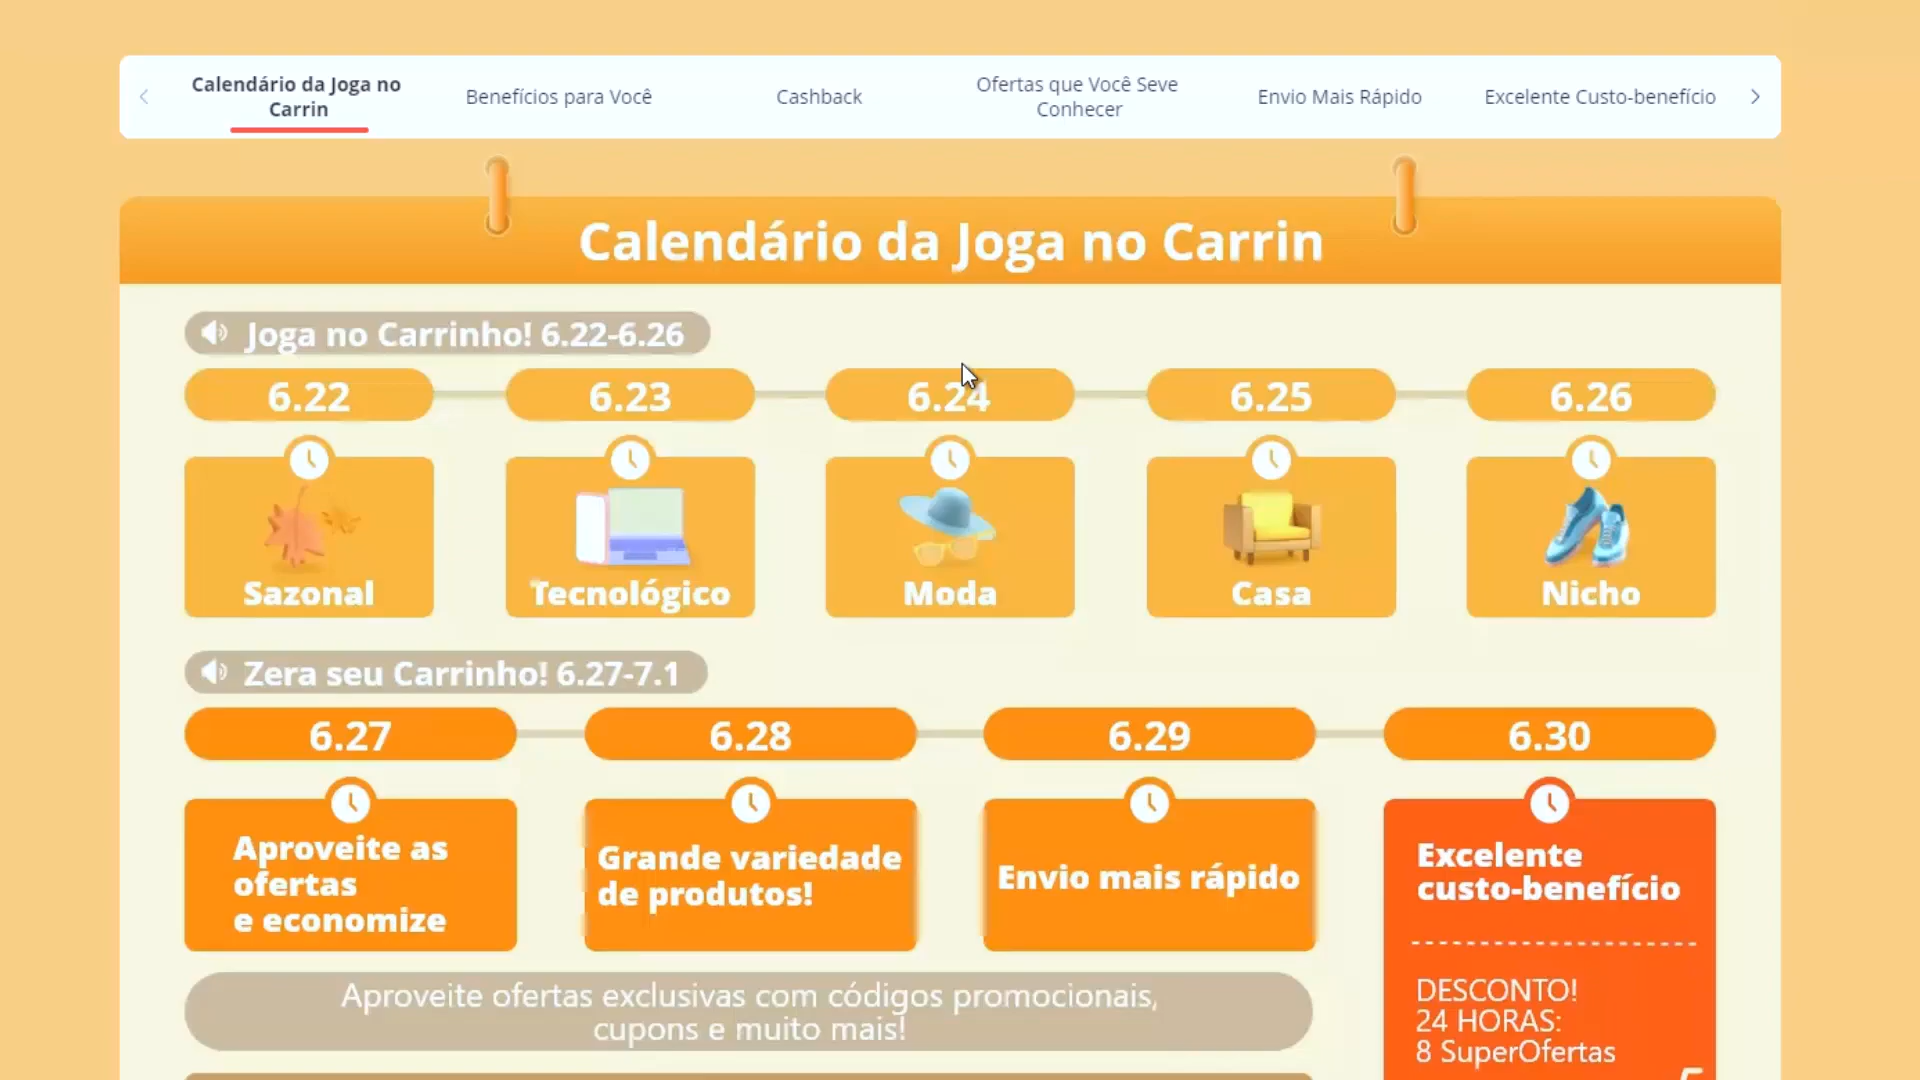 Calendário da Joga no
Carrin
Benefícios para Você
Cashback
Ofertas que Você Seve
Conhecer
Envio Mais Rápido
Excelente Custo-benefício
Calendário da Joga no Carrin
Joga no Carrinho! 6.22-6.26
6.22
6.23
6.24
6.25
6.26
Sazonal
Tecnológico
Moda
Casa
Nicho
Zera seu Carrinho! 6.27-7.1
6.27
6.28
6.29
6.30
Aproveite as
ofertas
e economize
Grande variedade
de produtos!
Envio mais rápido
Excelente
custo-benefício
Aproveite ofertas exclusivas com códigos promocionais,
cupons e muito mais!
DESCONTO!
24 HORAS:
8 SuperOfertas